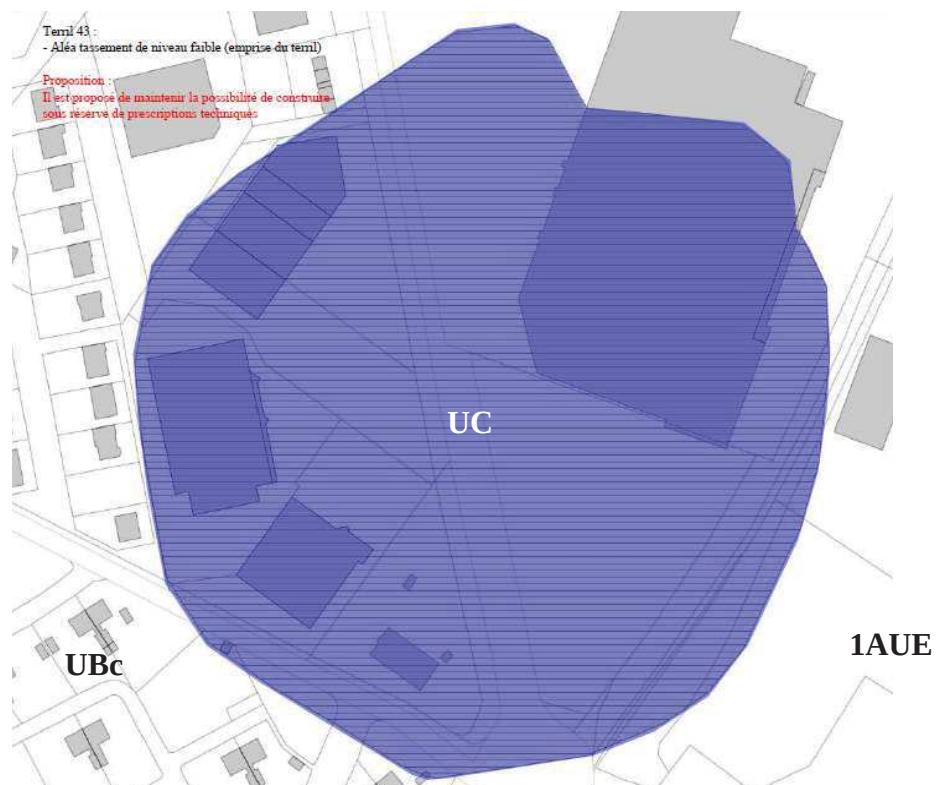 Terril 43 :
- Aléa tassement de niveau faible (emprise du terril)
Proposition :
Il est proposé de maintenir la possibilité de construire
sous réserve de prescriptions techniques
UC
UBc
1AUE